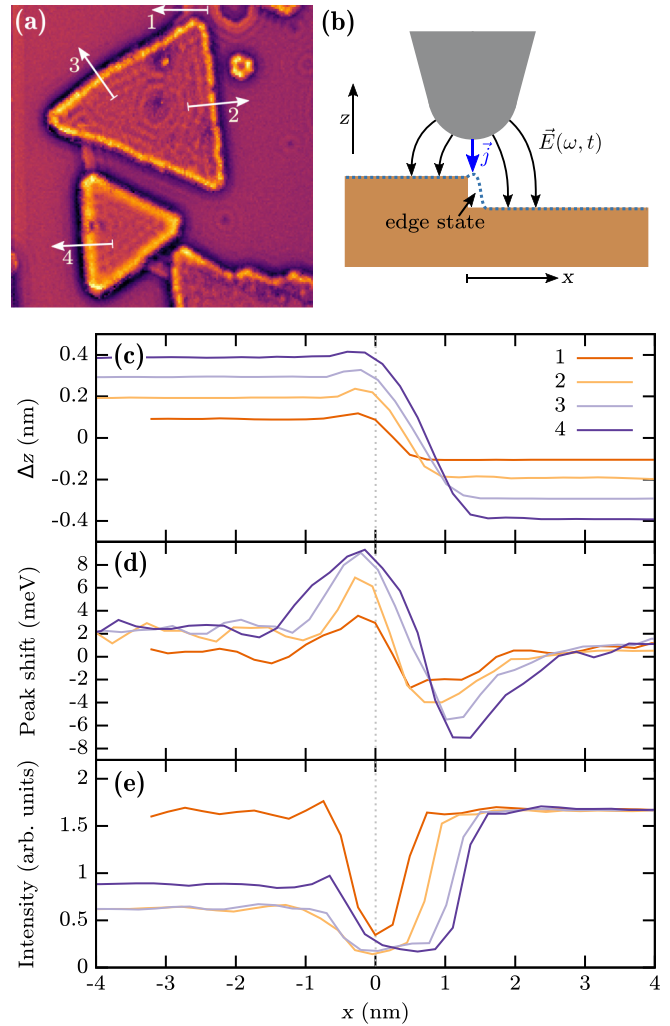 (a)
1
3
2
4
(b)
z
E⃗(ω, t)
j⃗
edge state
x
(c)
0.4
0.2
0
-0.2
-0.4
Δz (nm)
1
2
3
4
(d)
8
6
4
2
0
-2
-4
-6
-8
Peak shift (meV)
(e)
2
1.5
1
0.5
0
Intensity (arb. units)
-4 -3 -2 -1 0 1 2 3 4
x (nm)